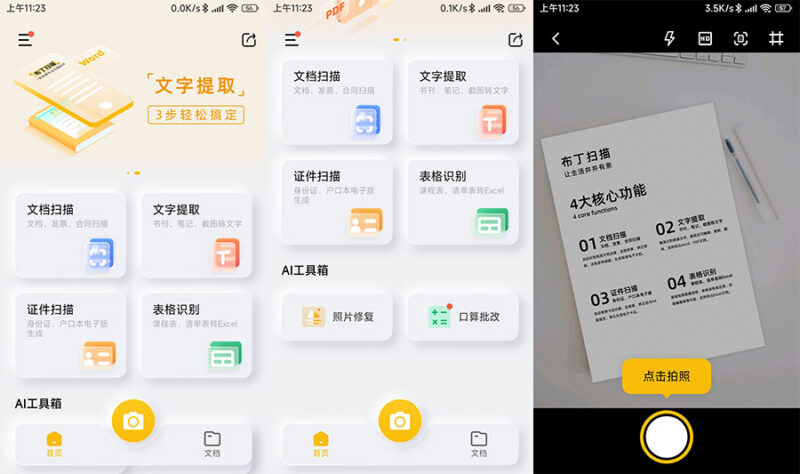 上午11:23
0.0K/s
56
布丁扫描
Word
文字提取
3步轻松搞定
文档扫描
文档、发票、合同扫描
文字提取
书刊、笔记、截图转文字
证件扫描
身份证、户口本电子版
生成
表格识别
课程表、清单表转Excel
AI工具箱
首页
文档
上午11:23
0.1K/s
56
PDF
文档扫描
文档、发票、合同扫描
文字提取
书刊、笔记、截图转文字
证件扫描
身份证、户口本电子版
生成
表格识别
课程表、清单表转Excel
AI工具箱
照片修复
口算批改
首页
文档
上午11:23
3.5K/s
57
HD
布丁扫描
让生活井井有条
4大核心功能
4 core functions
01 文档扫描
文档、发票、合同扫描
02 文字提取
书刊、笔记、截图转文字
03 证件扫描
身份证、户口本电子版
04 表格识别
课程表、清单表转Excel
点击拍照